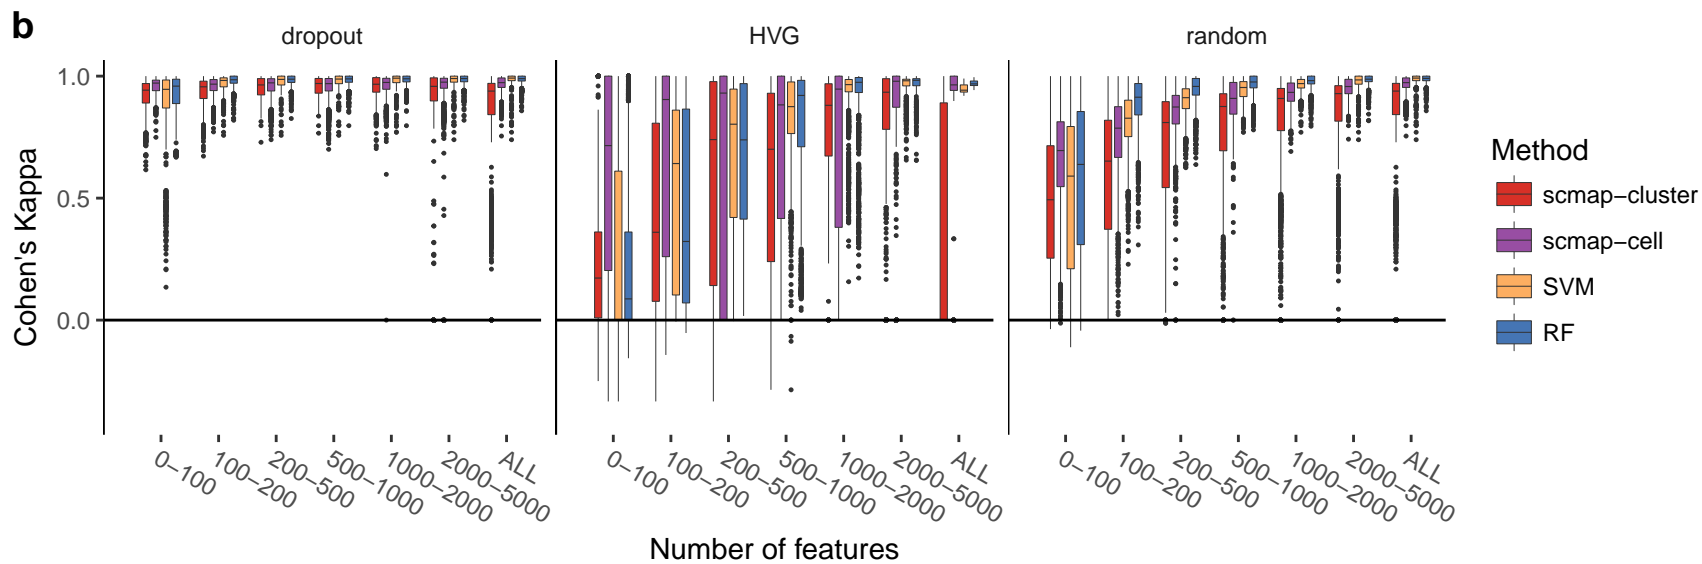 b
dropout
HVG
random
Cohen's Kappa
1.0
0.5
0.0
0−100
100−200
200−500
500−1000
1000−2000
2000−5000
ALL
0−100
100−200
200−500
500−1000
1000−2000
2000−5000
ALL
0−100
100−200
200−500
500−1000
1000−2000
2000−5000
ALL
Number of features
Method
scmap−cluster
scmap−cell
SVM
RF